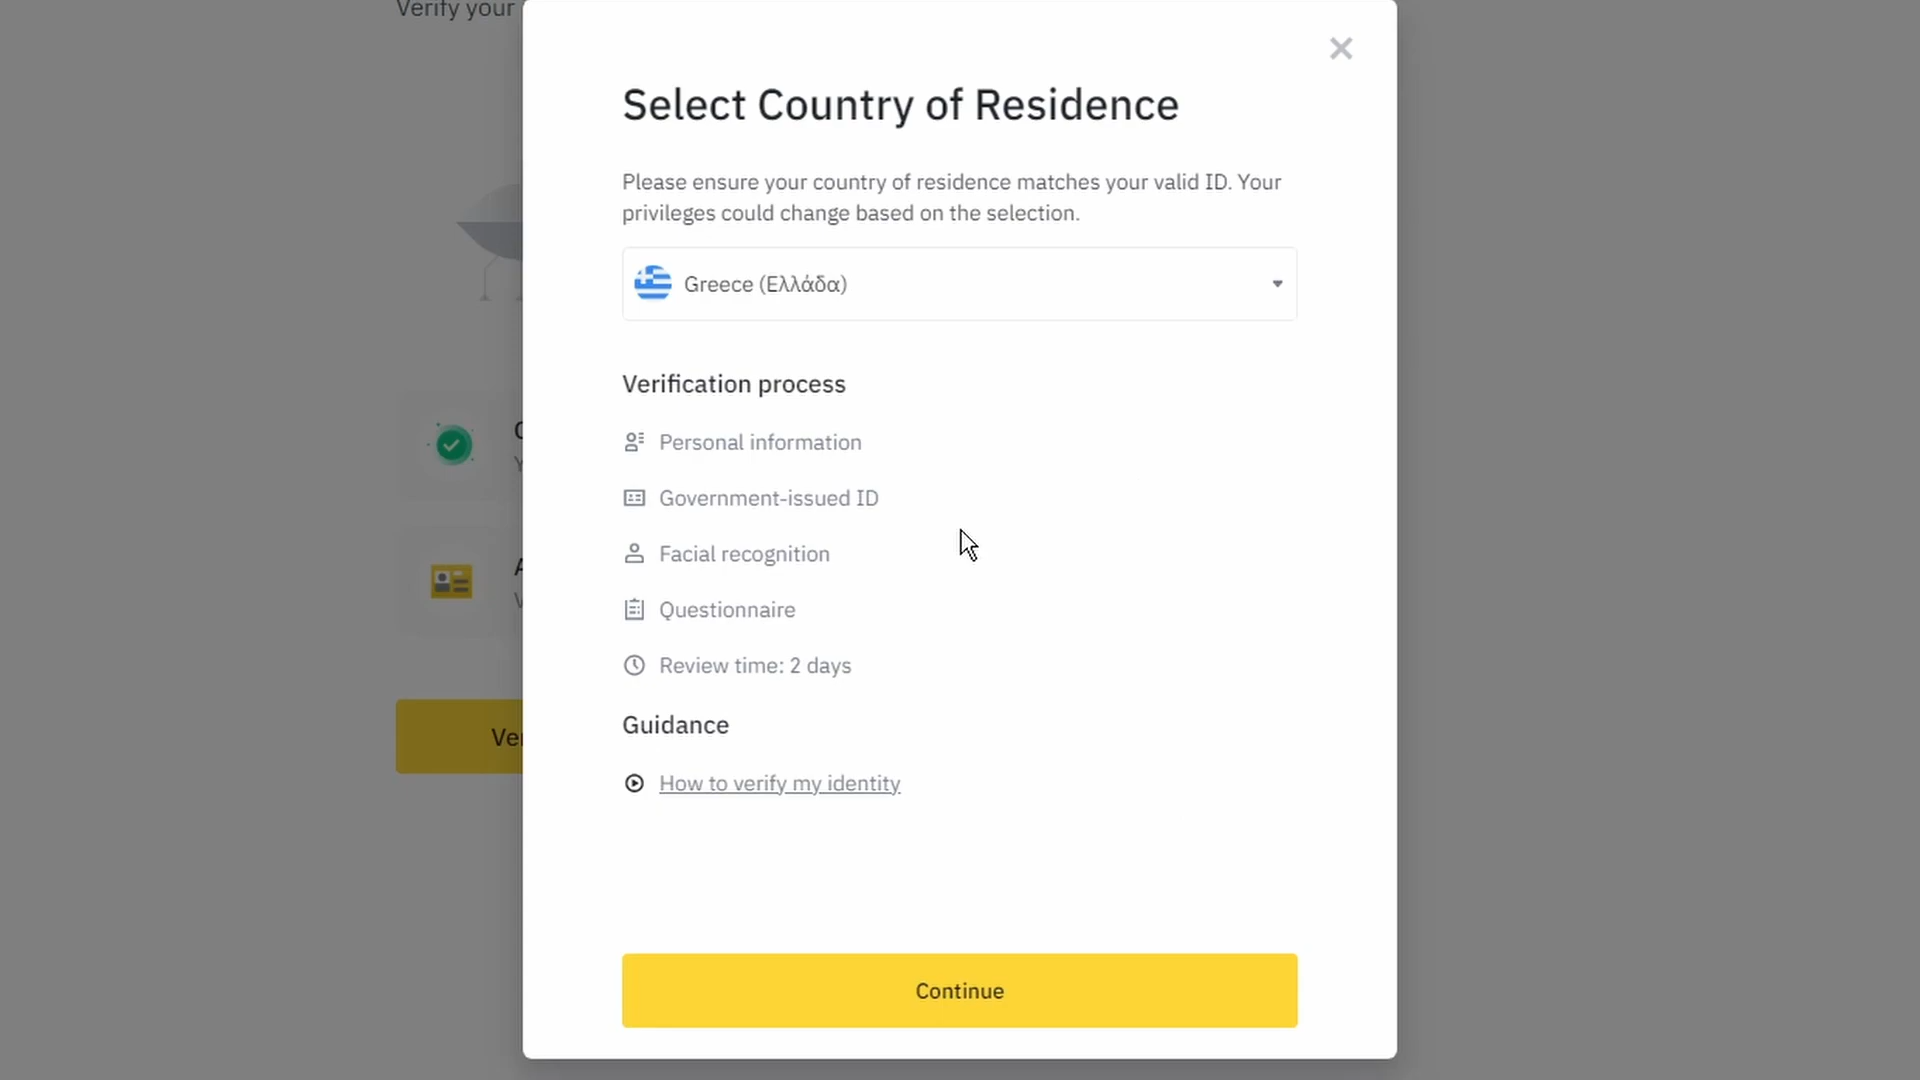 Verify your
Select Country of Residence
Please ensure your country of residence matches your valid ID. Your
privileges could change based on the selection.
Greece (Ελλάδα)
Verification process
Personal information
Government-issued ID
Facial recognition
Questionnaire
Review time: 2 days
Guidance
How to verify my identity
Continue